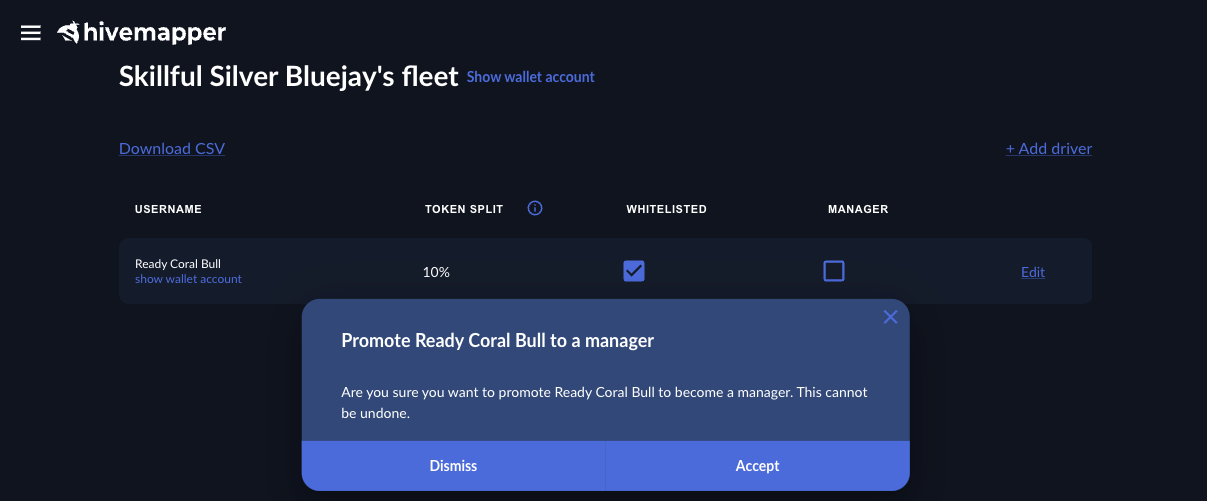 hivemapper
Skillful Silver Bluejay's fleet Show wallet account
Download CSV + Add driver
USERNAME TOKEN SPLIT WHITELISTED MANAGER
Ready Coral Bull
show wallet account
10% Edit
Promote Ready Coral Bull to a manager
Are you sure you want to promote Ready Coral Bull to become a manager. This cannot
be undone.
Dismiss Accept